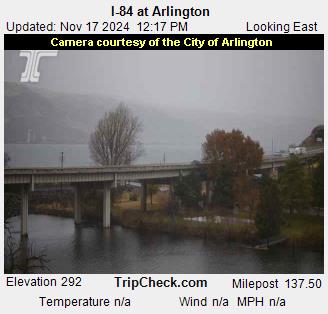 I-84 at Arlington
Updated: Nov 17 2024 12:17 PM Looking East
Camera courtesy of the City of Arlington
Elevation 292 TripCheck.com Milepost 137.50
Temperature n/a Wind n/a MPH n/a